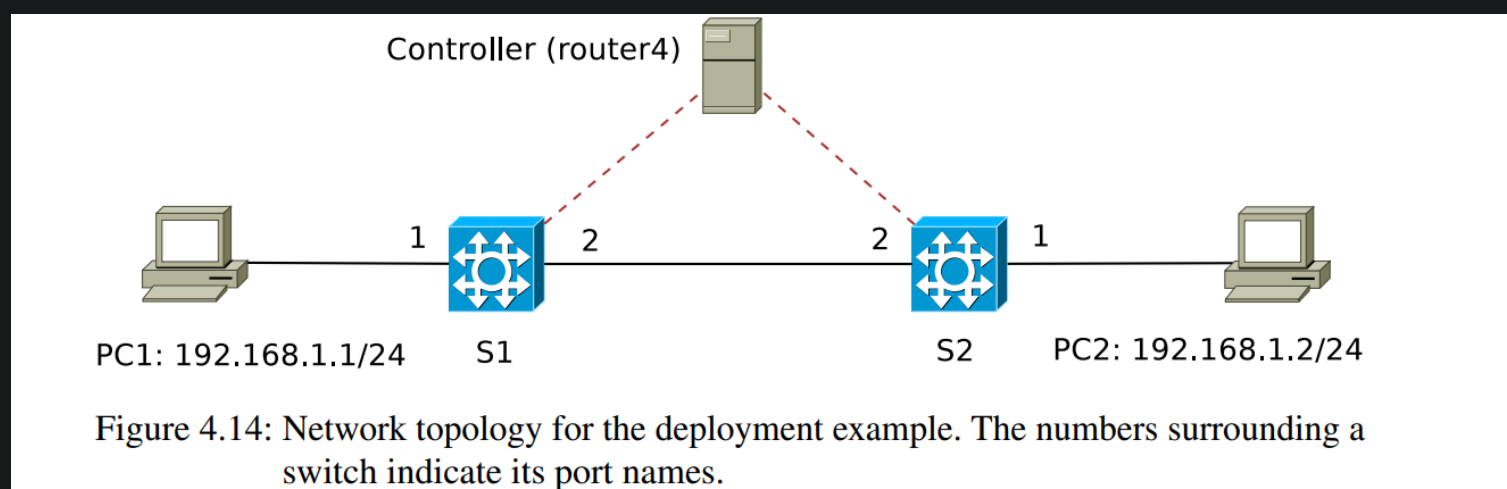 Controller (router4)
1
2
2
1
PC1: 192.168.1.1/24
S1
S2
PC2: 192.168.1.2/24
Figure 4.14: Network topology for the deployment example. The numbers surrounding a
switch indicate its port names.